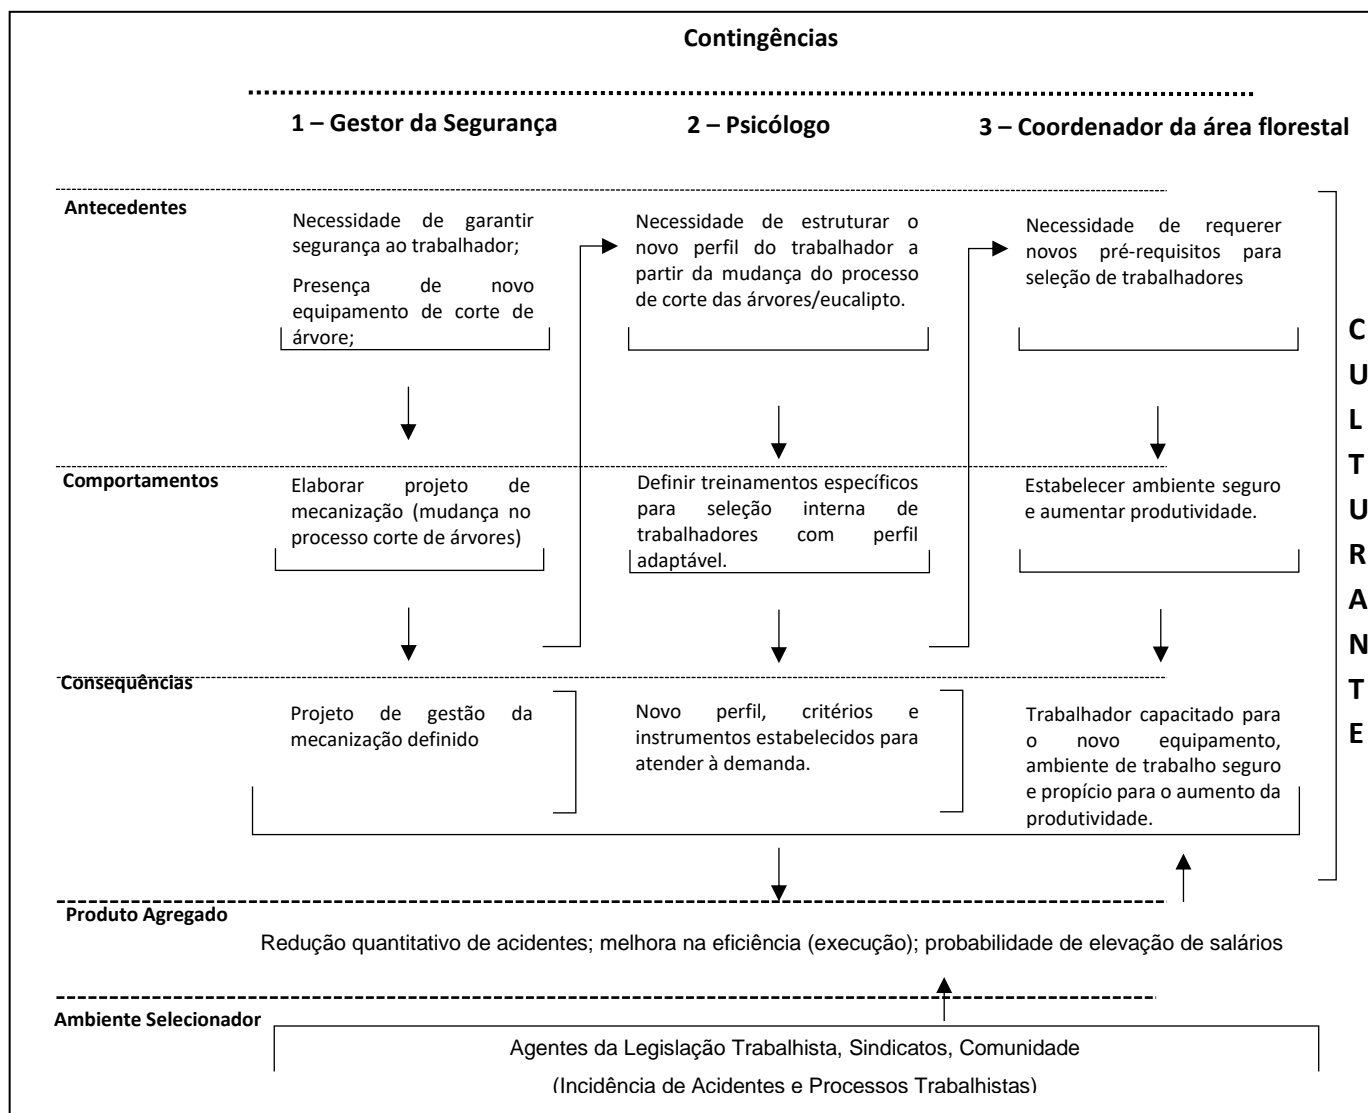 Contingências
1 – Gestor da Segurança
2 – Psicólogo
3 – Coordenador da área florestal
Antecedentes
Necessidade de garantir
segurança ao trabalhador;
Presença de novo
equipamento de corte de
árvore;
Necessidade de estruturar o
novo perfil do trabalhador a
partir da mudança do processo
de corte das árvores/eucalipto.
Necessidade de requerer
novos pré-requisitos para
seleção de trabalhadores
Comportamentos
Elaborar projeto de
mecanização (mudança no
processo corte de árvores)
Definir treinamentos específicos
para seleção interna de
trabalhadores com perfil
adaptável.
Estabelecer ambiente seguro
e aumentar produtividade.
Consequências
Projeto de gestão da
mecanização definido
Novo perfil, critérios e
instrumentos estabelecidos para
atender à demanda.
Trabalhador capacitado para
o novo equipamento,
ambiente de trabalho seguro
e propício para o aumento da
produtividade.
CULTURANTE
Produto Agregado
Redução quantitativo de acidentes; melhora na eficiência (execução); probabilidade de elevação de salários
Ambiente Selecionador
Agentes da Legislação Trabalhista, Sindicatos, Comunidade
(Incidência de Acidentes e Processos Trabalhistas)